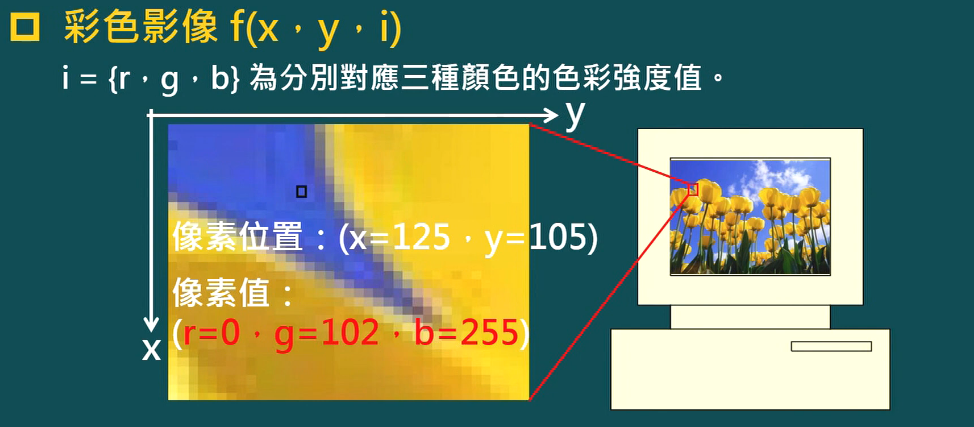 彩色影像 f(x，y，i)
i = {r，g，b} 為分別對應三種顏色的色彩強度值。
y
像素位置：(x=125，y=105)
像素值：
(r=0，g=102，b=255)
x